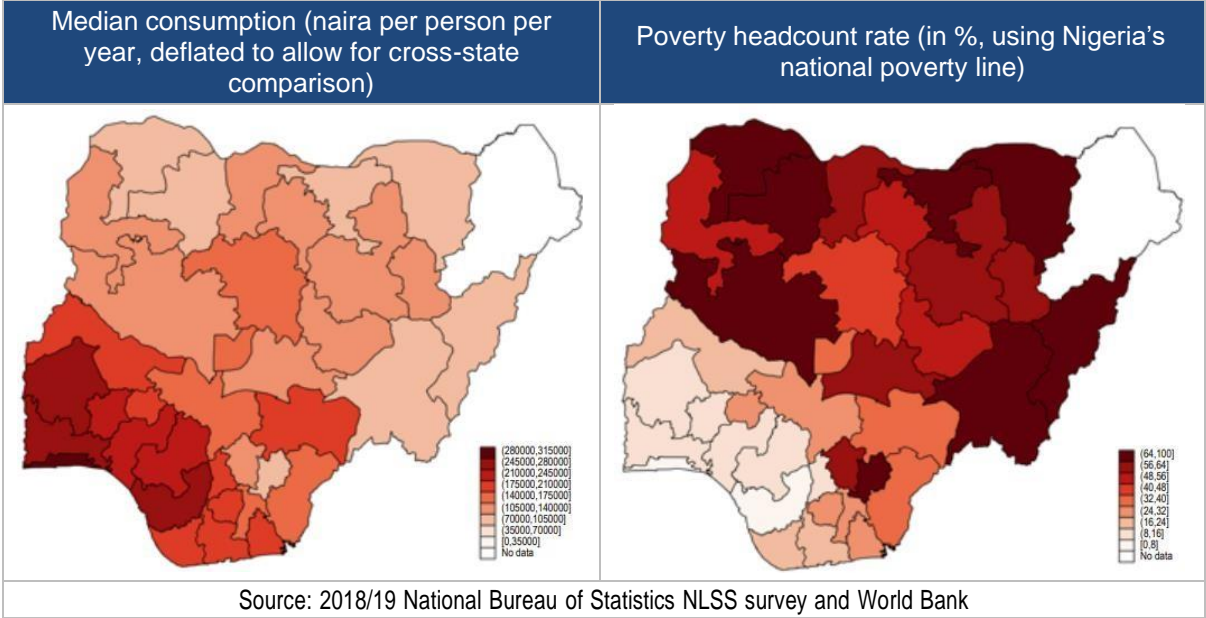 Median consumption (naira per person per
year, deflated to allow for cross-state
comparison)
Poverty headcount rate (in %, using Nigeria's
national poverty line)
(280000,315000]
(245000,280000]
(210000,245000]
(175000,210000]
(140000,175000]
(105000,140000]
(70000,105000]
(35000,70000]
[0,35000]
No data
(64,100]
(56,64]
(48,56]
(40,48]
(32,40]
(24,32]
(16,24]
(8,16]
[0,8]
No data
Source: 2018/19 National Bureau of Statistics NLSS survey and World Bank